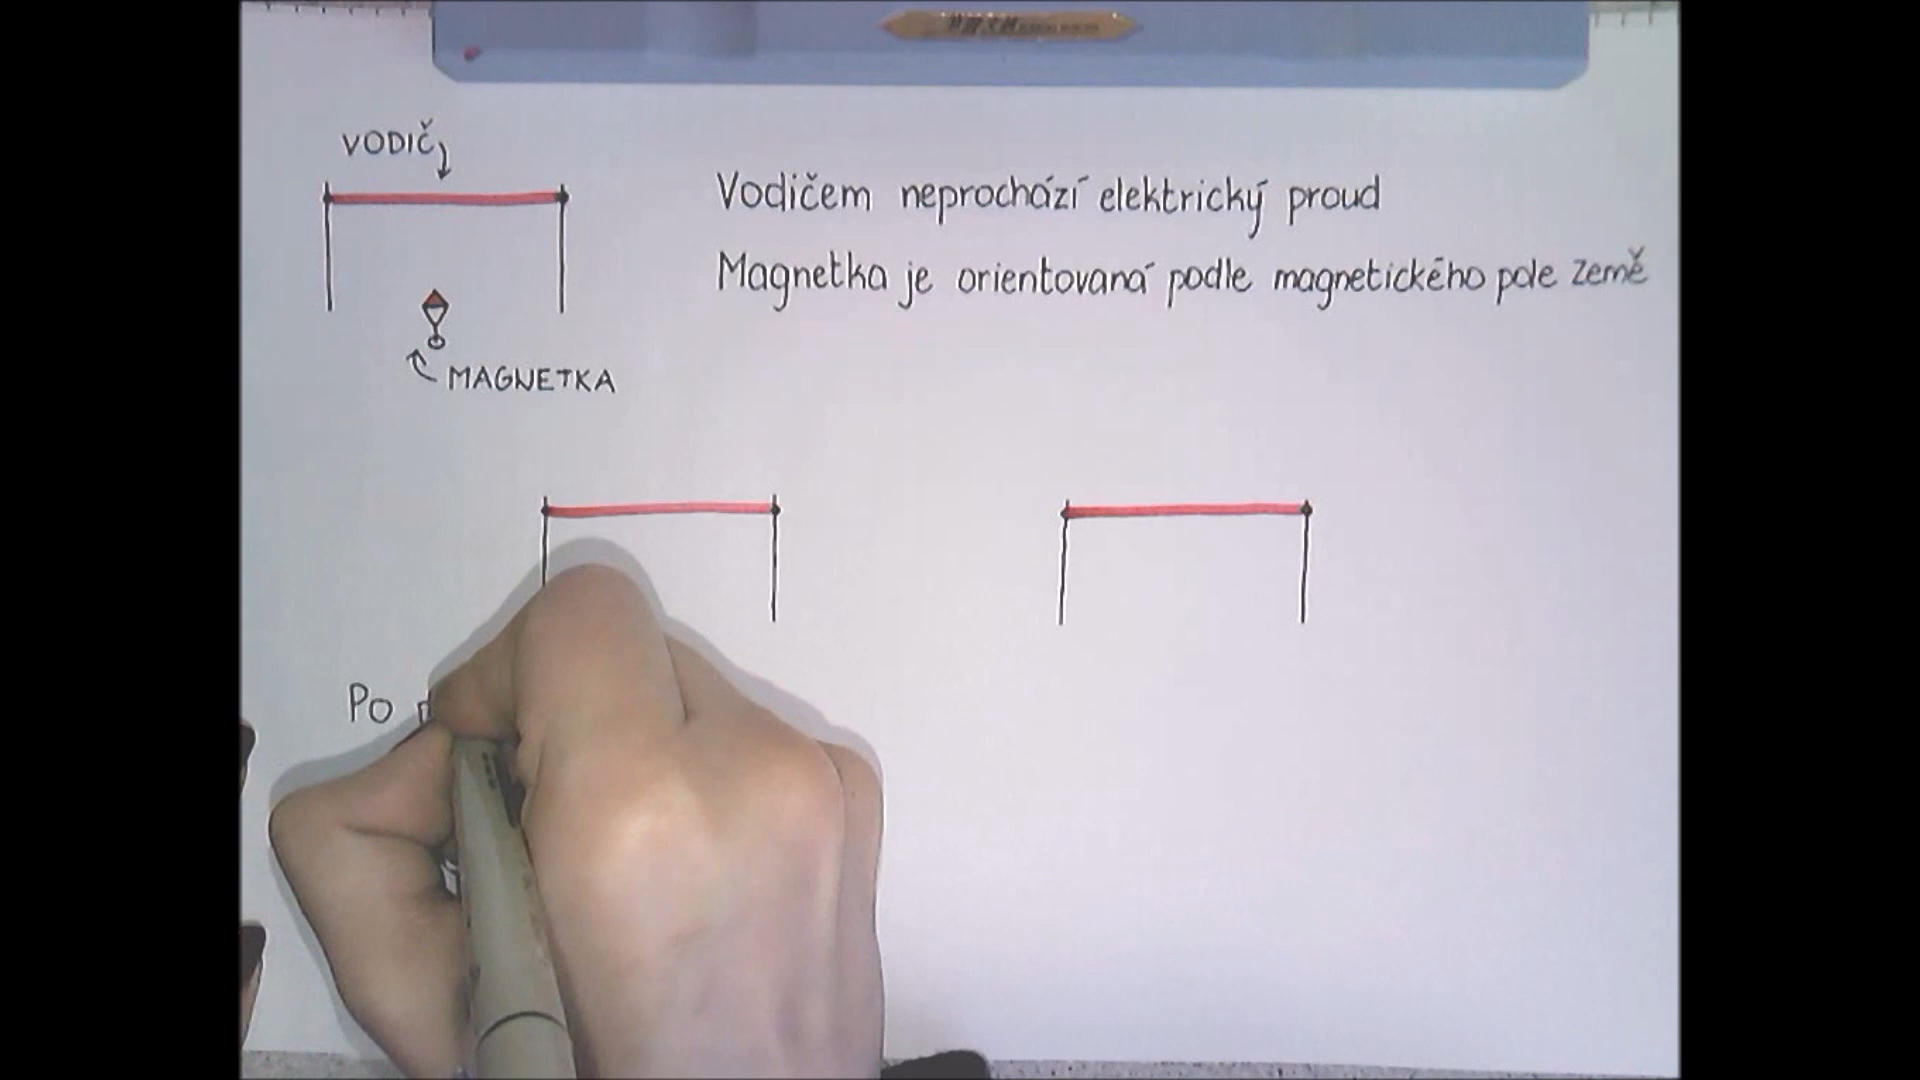 VODIČ
Vodičem neprochází elektrický proud
Magnetka je orientovaná podle magnetického pole Země
MAGNETKA
Po